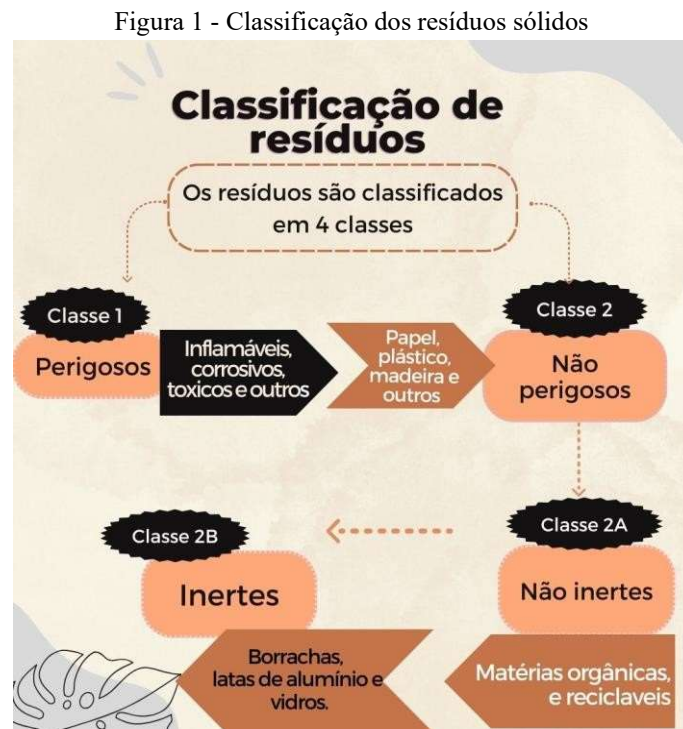 Figura 1 - Classificação dos resíduos sólidos
Classificação de
resíduos
Os resíduos são classificados
em 4 classes
Classe 1
Perigosos
Inflamáveis,
corrosivos,
toxicos e outros
Papel,
plástico,
madeira e
outros
Classe 2
Não
perigosos
Classe 2B
Inertes
Borrachas,
latas de alumínio e
vidros.
Classe 2A
Não inertes
Matérias orgânicas,
e reciclaveis